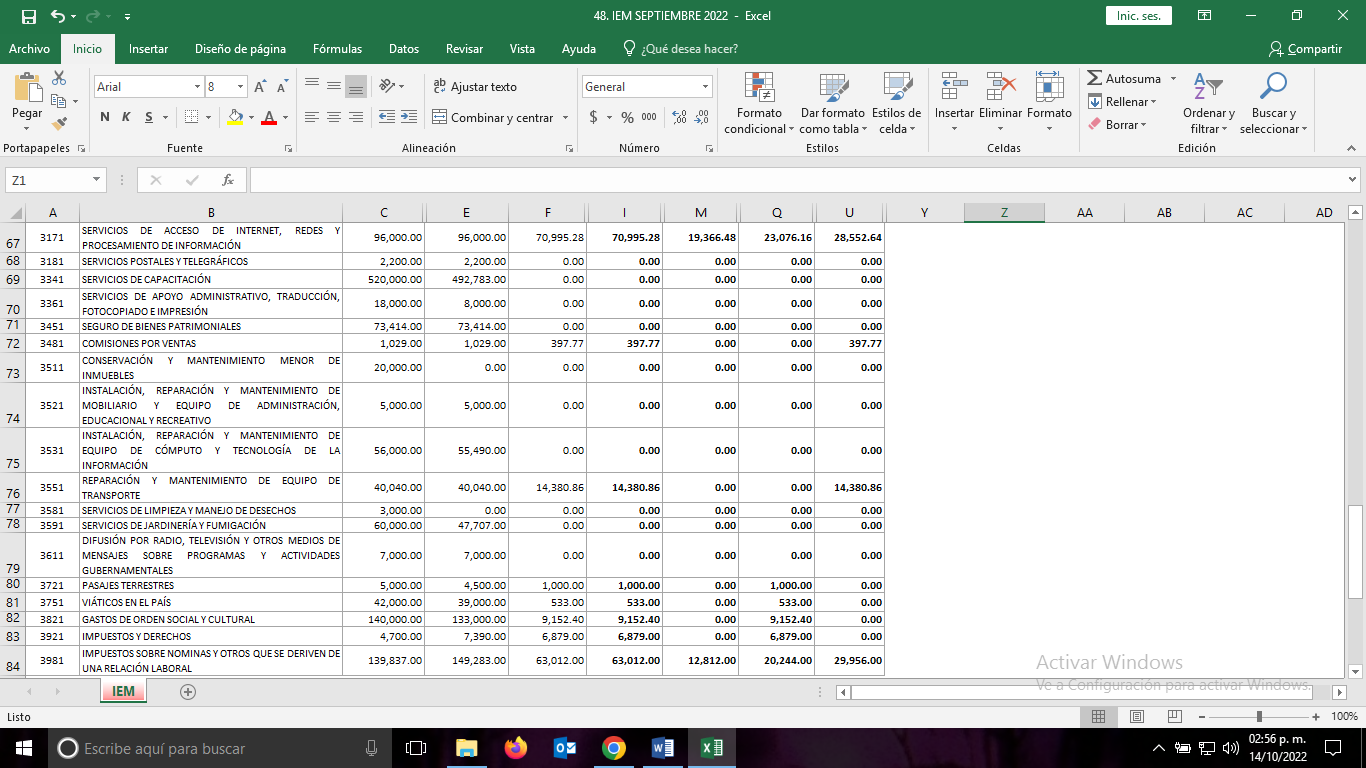 48. IEM SEPTIEMBRE 2022 - Excel
Inic. ses.
Archivo Inicio Insertar Diseño de página Fórmulas Datos Revisar Vista Ayuda ¿Qué desea hacer? Compartir
Pegar
Portapapeles
Arial 8 A A
N K S A
Fuente
ab Ajustar texto
Combinar y centrar
Alineación
General
$ % 000
Número
Formato condicional
Dar formato como tabla
Estilos de celda
Estilos
Insertar Eliminar Formato
Celdas
Autosuma
Rellenar
Borrar
Ordenar y filtrar
Buscar y seleccionar
Edición
Z1 fx
A B C E F I M Q U Y Z AA AB AC AD
67 3171 SERVICIOS DE ACCESO DE INTERNET, REDES Y PROCESAMIENTO DE INFORMACIÓN 96,000.00 96,000.00 70,995.28 70,995.28 19,366.48 23,076.16 28,552.64
68 3181 SERVICIOS POSTALES Y TELEGRÁFICOS 2,200.00 2,200.00 0.00 0.00 0.00 0.00 0.00
69 3341 SERVICIOS DE CAPACITACIÓN 520,000.00 492,783.00 0.00 0.00 0.00 0.00 0.00
70 3361 SERVICIOS DE APOYO ADMINISTRATIVO, TRADUCCIÓN, FOTOCOPIADO E IMPRESIÓN 18,000.00 8,000.00 0.00 0.00 0.00 0.00 0.00
71 3451 SEGURO DE BIENES PATRIMONIALES 73,414.00 73,414.00 0.00 0.00 0.00 0.00 0.00
72 3481 COMISIONES POR VENTAS 1,029.00 1,029.00 397.77 397.77 0.00 0.00 397.77
73 3511 CONSERVACIÓN Y MANTENIMIENTO MENOR DE INMUEBLES 20,000.00 0.00 0.00 0.00 0.00 0.00 0.00
74 3521 INSTALACIÓN, REPARACIÓN Y MANTENIMIENTO DE MOBILIARIO Y EQUIPO DE ADMINISTRACIÓN, EDUCACIONAL Y RECREATIVO 5,000.00 5,000.00 0.00 0.00 0.00 0.00 0.00
75 3531 INSTALACIÓN, REPARACIÓN Y MANTENIMIENTO DE EQUIPO DE CÓMPUTO Y TECNOLOGÍA DE LA INFORMACIÓN 56,000.00 55,490.00 0.00 0.00 0.00 0.00 0.00
76 3551 REPARACIÓN Y MANTENIMIENTO DE EQUIPO DE TRANSPORTE 40,040.00 40,040.00 14,380.86 14,380.86 0.00 0.00 14,380.86
77 3581 SERVICIOS DE LIMPIEZA Y MANEJO DE DESECHOS 3,000.00 0.00 0.00 0.00 0.00 0.00 0.00
78 3591 SERVICIOS DE JARDINERÍA Y FUMIGACIÓN 60,000.00 47,707.00 0.00 0.00 0.00 0.00 0.00
79 3611 DIFUSIÓN POR RADIO, TELEVISIÓN Y OTROS MEDIOS DE MENSAJES SOBRE PROGRAMAS Y ACTIVIDADES GUBERNAMENTALES 7,000.00 7,000.00 0.00 0.00 0.00 0.00 0.00
80 3721 PASAJES TERRESTRES 5,000.00 4,500.00 1,000.00 1,000.00 0.00 1,000.00 0.00
81 3751 VIÁTICOS EN EL PAÍS 42,000.00 39,000.00 533.00 533.00 0.00 533.00 0.00
82 3821 GASTOS DE ORDEN SOCIAL Y CULTURAL 140,000.00 133,000.00 9,152.40 9,152.40 0.00 9,152.40 0.00
83 3921 IMPUESTOS Y DERECHOS 4,700.00 7,390.00 6,879.00 6,879.00 0.00 6,879.00 0.00
84 3981 IMPUESTOS SOBRE NOMINAS Y OTROS QUE SE DERIVEN DE UNA RELACIÓN LABORAL 139,837.00 149,283.00 63,012.00 63,012.00 12,812.00 20,244.00 29,956.00
Activar Windows
Ve a Configuración para activar Windows.
IEM
Listo
100%
Escribe aquí para buscar
02:56 p. m.
14/10/2022